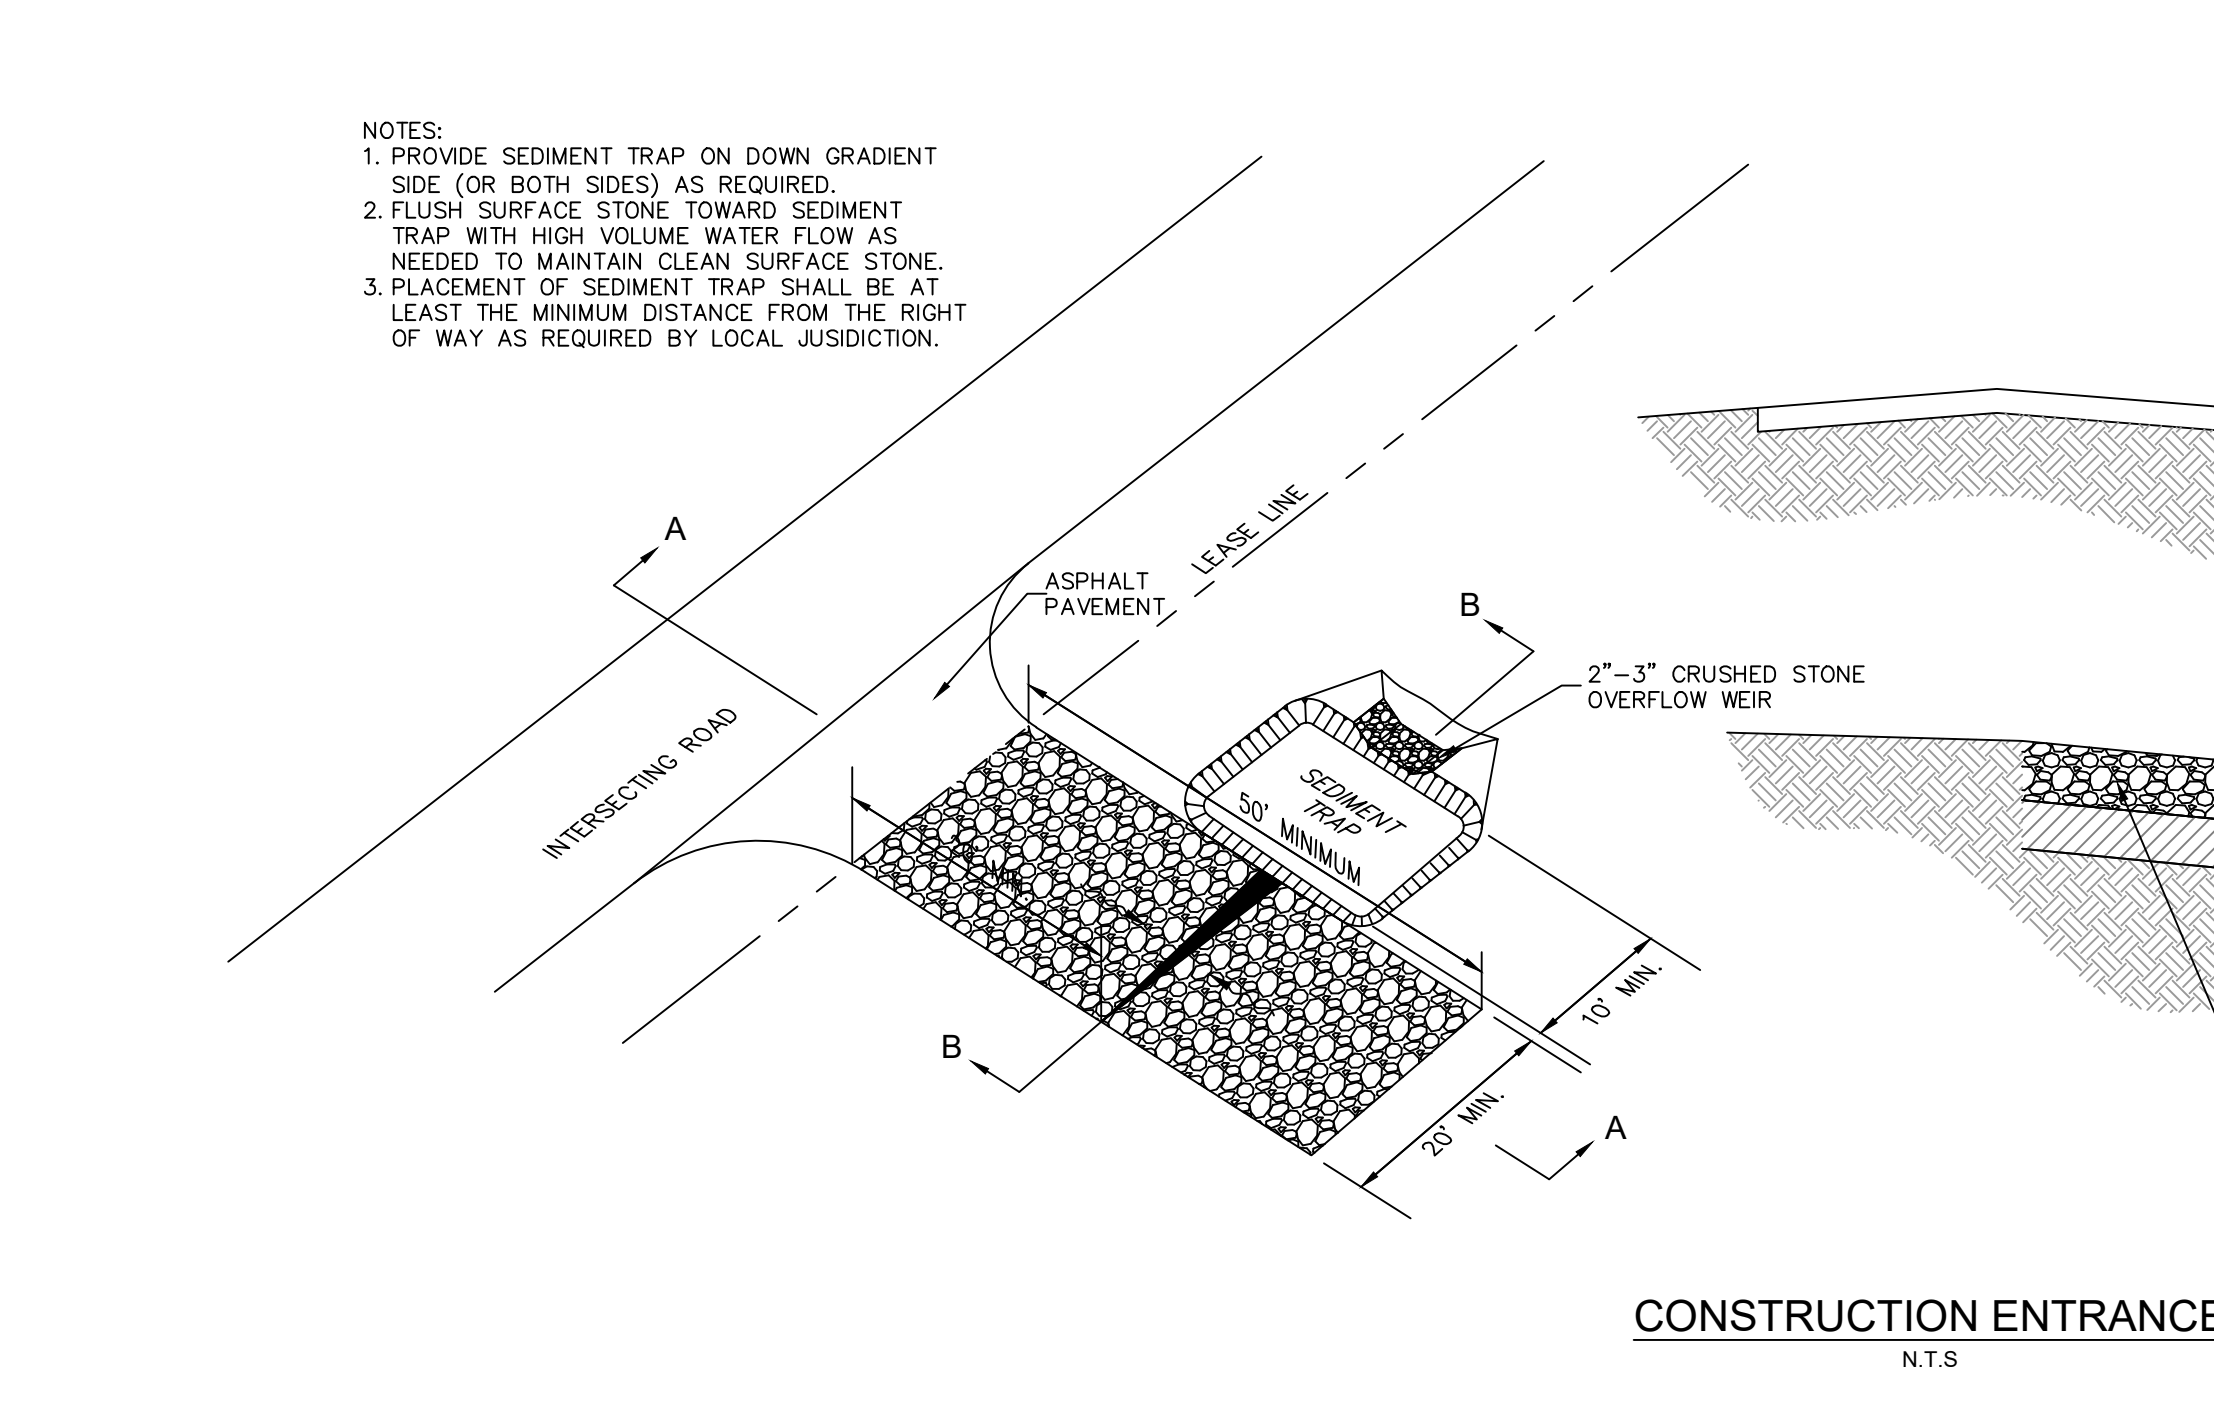 NOTES:
1. PROVIDE SEDIMENT TRAP ON DOWN GRADIENT
SIDE (OR BOTH SIDES) AS REQUIRED.
2. FLUSH SURFACE STONE TOWARD SEDIMENT
TRAP WITH HIGH VOLUME WATER FLOW AS
NEEDED TO MAINTAIN CLEAN SURFACE STONE.
3. PLACEMENT OF SEDIMENT TRAP SHALL BE AT
LEAST THE MINIMUM DISTANCE FROM THE RIGHT
OF WAY AS REQUIRED BY LOCAL JUSIDICTION.
A
LEASE LINE
ASPHALT
PAVEMENT
B
2"-3" CRUSHED STONE
OVERFLOW WEIR
INTERSECTING ROAD
SEDIMENT
TRAP
50' MINIMUM
MIN.
10' MIN.
B
20' MIN.
A
CONSTRUCTION ENTRANCE
N.T.S